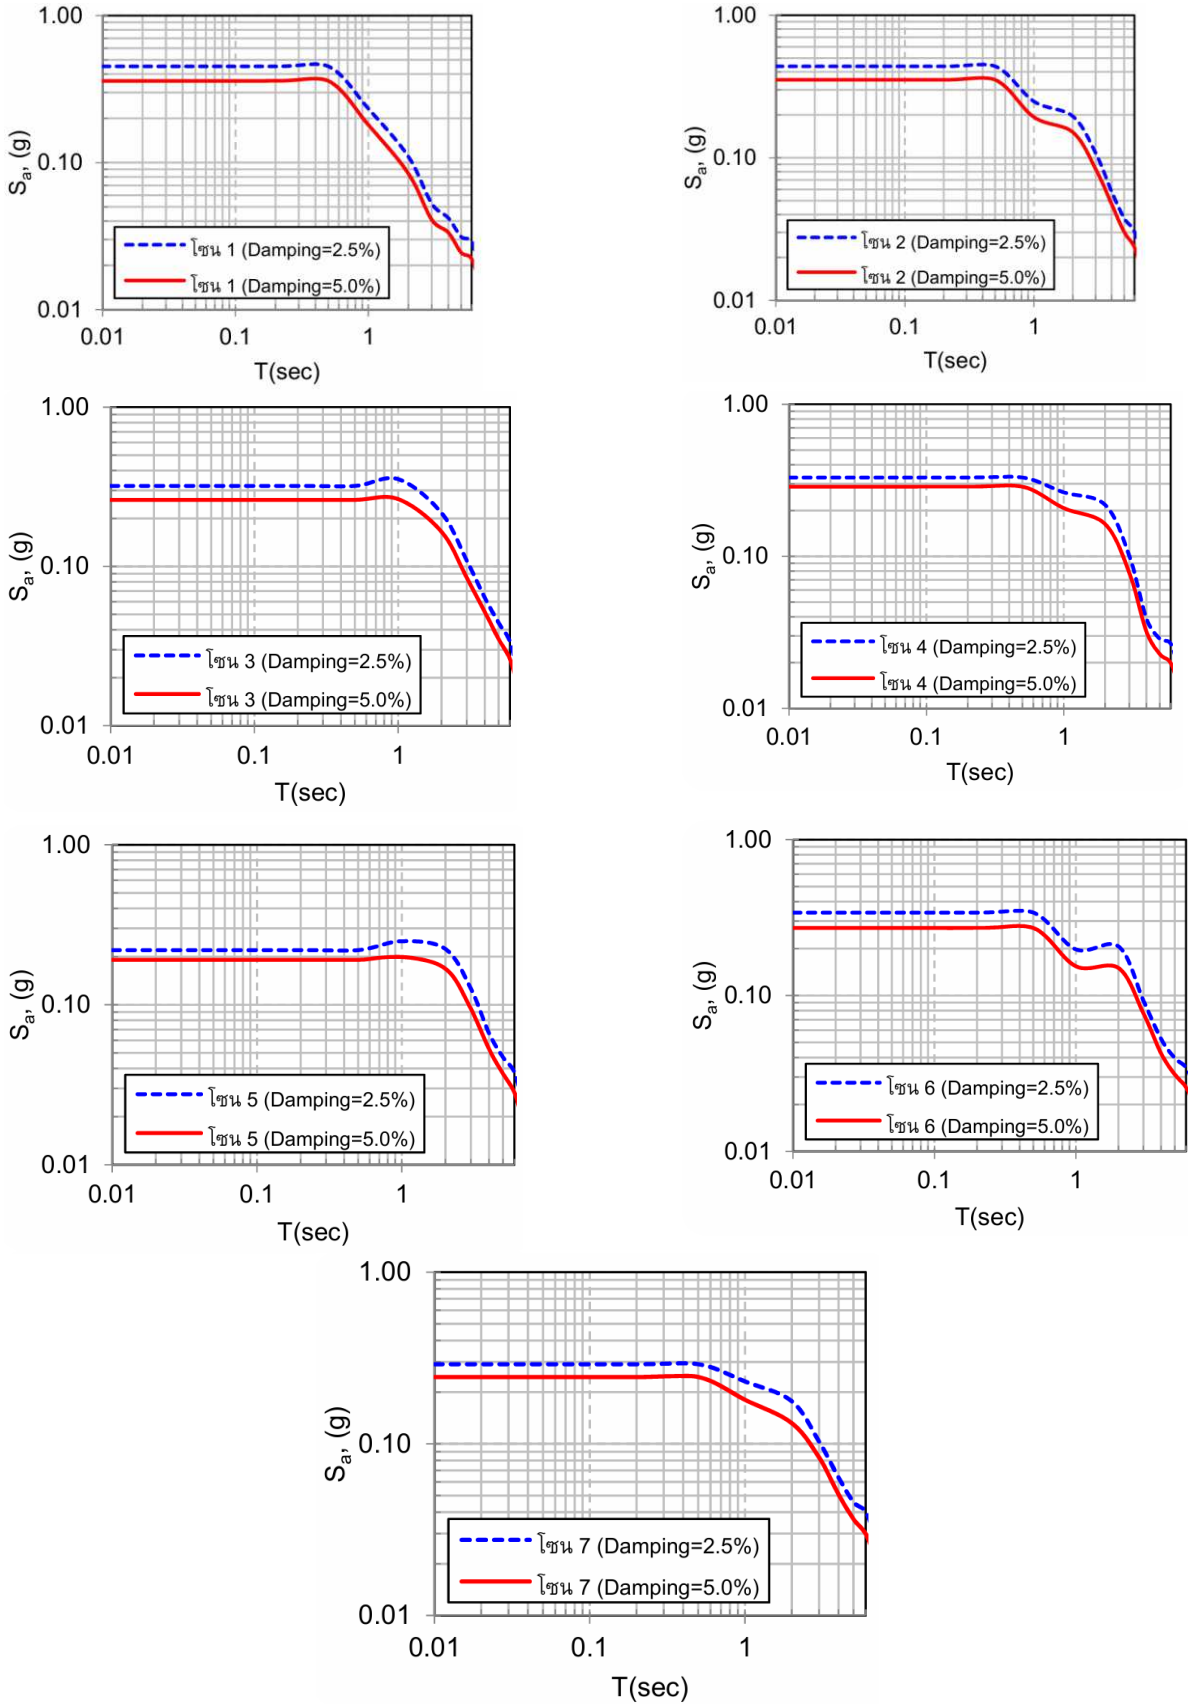 1.00
0.10
0.01
Sa, (g)
โซน 1 (Damping=2.5%)
โซน 1 (Damping=5.0%)
0.01 0.1 1
T(sec)
1.00
0.10
0.01
Sa, (g)
โซน 2 (Damping=2.5%)
โซน 2 (Damping=5.0%)
0.01 0.1 1
T(sec)
1.00
0.10
0.01
Sa, (g)
โซน 3 (Damping=2.5%)
โซน 3 (Damping=5.0%)
0.01 0.1 1
T(sec)
1.00
0.10
0.01
Sa, (g)
โซน 4 (Damping=2.5%)
โซน 4 (Damping=5.0%)
0.01 0.1 1
T(sec)
1.00
0.10
0.01
Sa, (g)
โซน 5 (Damping=2.5%)
โซน 5 (Damping=5.0%)
0.01 0.1 1
T(sec)
1.00
0.10
0.01
Sa, (g)
โซน 6 (Damping=2.5%)
โซน 6 (Damping=5.0%)
0.01 0.1 1
T(sec)
1.00
0.10
0.01
Sa, (g)
โซน 7 (Damping=2.5%)
โซน 7 (Damping=5.0%)
0.01 0.1 1
T(sec)